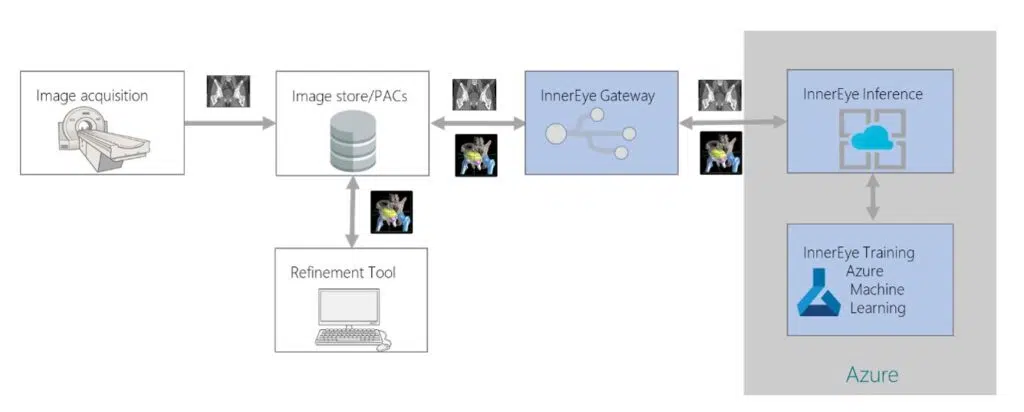 Image acquisition
Image store/PACs
InnerEye Gateway
InnerEye Inference
Refinement Tool
InnerEye Training
Azure
Machine
Learning
Azure